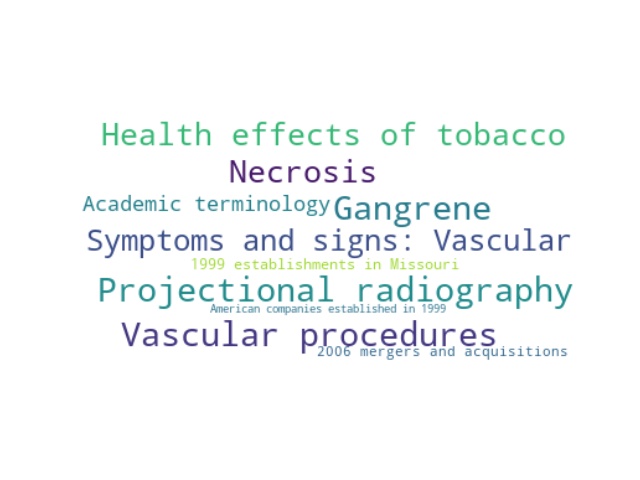 Health effects of tobacco
Necrosis
Academic terminology
Gangrene
Symptoms and signs: Vascular
1999 establishments in Missouri
Projectional radiography
American companies established in 1999
Vascular procedures
2006 mergers and acquisitions